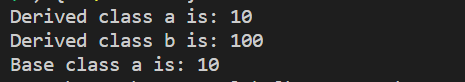 Derived class a is: 10
Derived class b is: 100
Base class a is: 10